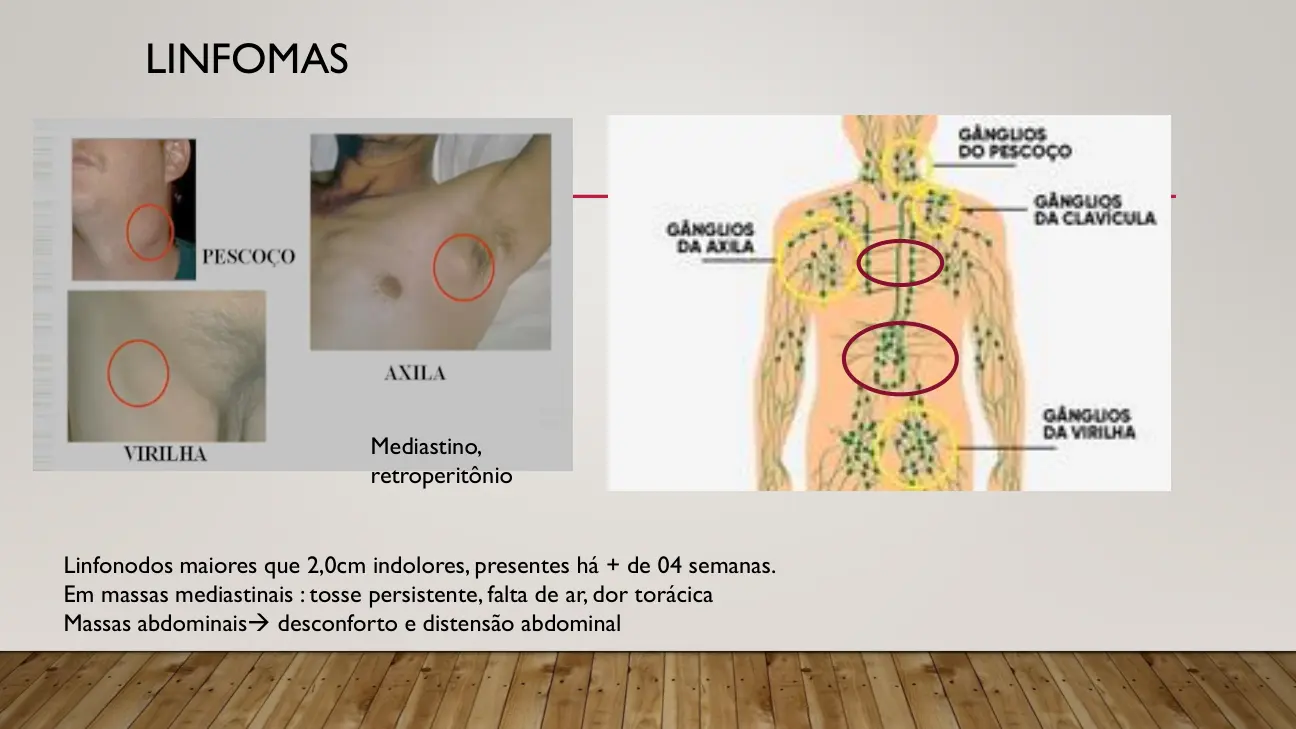 LINFOMAS
PESCOÇO
AXILA
VIRILHA
Mediastino,
retroperitônio
GÂNGLIOS
DO PESCOÇO
GÂNGLIOS
DA CLAVÍCULA
GÂNGLIOS
DA AXILA
GÂNGLIOS
DA VIRILHA
Linfonodos maiores que 2,0cm indolores, presentes há + de 04 semanas.
Em massas mediastinais : tosse persistente, falta de ar, dor torácica
Massas abdominais→ desconforto e distensão abdominal